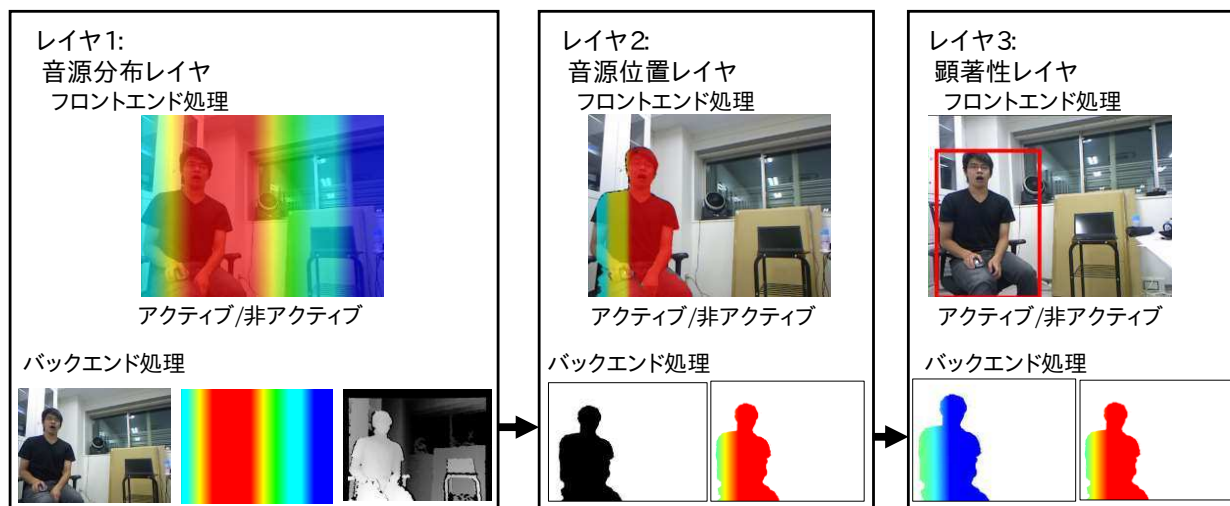 レイヤ1:
音源分布レイヤ
フロントエンド処理
アクティブ/非アクティブ
バックエンド処理
レイヤ2:
音源位置レイヤ
フロントエンド処理
アクティブ/非アクティブ
バックエンド処理
レイヤ3:
顕著性レイヤ
フロントエンド処理
アクティブ/非アクティブ
バックエンド処理